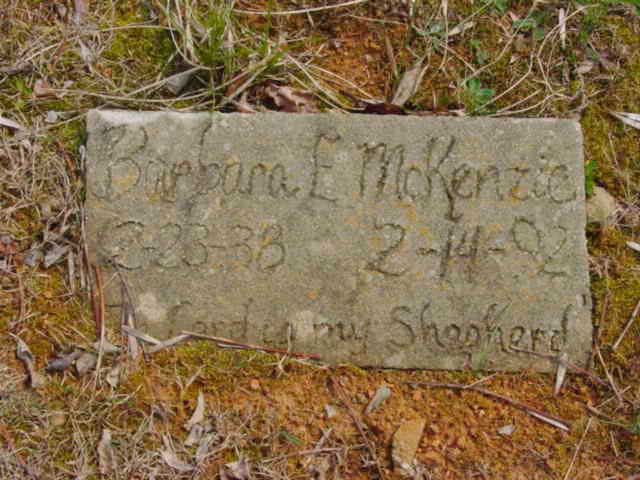 Barbara E McKenzie
2-23-38 2-14-92
Lord is my Shepherd"